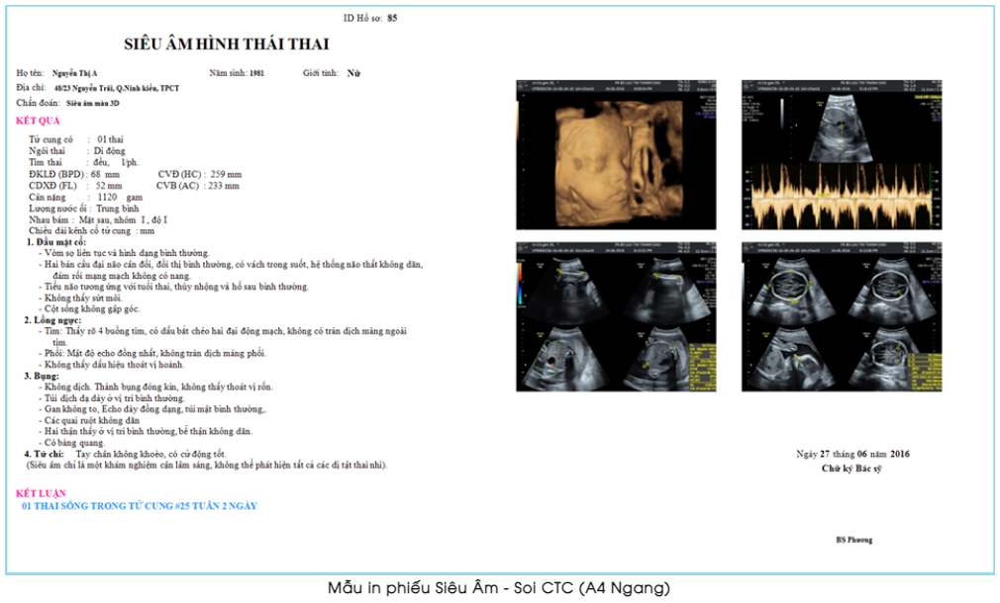 ID Hồ sơ: 85
SIÊU ÂM HÌNH THÁI THAI
Họ tên: Nguyễn Thị A Năm sinh: 1981 Giới tính: Nữ
Địa chỉ: 48/23 Nguyễn Trãi, Q.Ninh kiều, TPCT
Chẩn đoán: Siêu âm màu 3D
KẾT QUẢ
Tử cung có : 01 thai
Ngôi thai : Di động
Tim thai : đều, l/ph.
ĐKLĐ (BPD) : 68 mm CVĐ (HC) : 259 mm
CDXĐ (FL) : 52 mm CVB (AC) : 233 mm
Cân nặng : 1120 gam
Lượng nước ối : Trung bình
Nhau bám : Mặt sau, nhóm I, độ I
Chiều dài kênh cổ tử cung : mm
1. Đầu mặt cổ:
- Vòm sọ liên tục và hình dạng bình thường.
- Hai bán cầu đại não cân đối, đồi thị bình thường, có vách trong suốt, hệ thống não thất không dãn,
đám rối mạng mạch không có nang.
- Tiểu não tương ứng với tuổi thai, thùy nhộng và hố sau bình thường.
- Không thấy sứt môi.
- Cột sống không gập góc.
2. Lồng ngực:
- Tim: Thấy rõ 4 buồng tim, có dấu bắt chéo hai đại động mạch, không có tràn dịch màng ngoài
tim.
- Phổi: Mật độ echo đồng nhất, không tràn dịch màng phổi.
- Không thấy dấu hiệu thoát vị hoành.
3. Bụng:
- Không dịch. Thành bụng đóng kín, không thấy thoát vị rốn.
- Túi dịch dạ dày ở vị trí bình thường.
- Gan không to, Echo dày đồng dạng, túi mật bình thường,.
- Các quai ruột không dãn
- Hai thận thấy ở vị trí bình thường, bể thận không dãn.
- Có bàng quang.
4. Tứ chi: Tay chân không khoèo, có cử động tốt.
(Siêu âm chỉ là một khám nghiệm cận lâm sàng, không thể phát hiện tất cả các dị tật thai nhi).
KẾT LUẬN
01 THAI SỐNG TRONG TỬ CUNG #25 TUẦN 2 NGÀY
Ngày 27 tháng 06 năm 2016
Chữ ký Bác sỹ
BS Phương
Mẫu in phiếu Siêu Âm - Soi CTC (A4 Ngang)